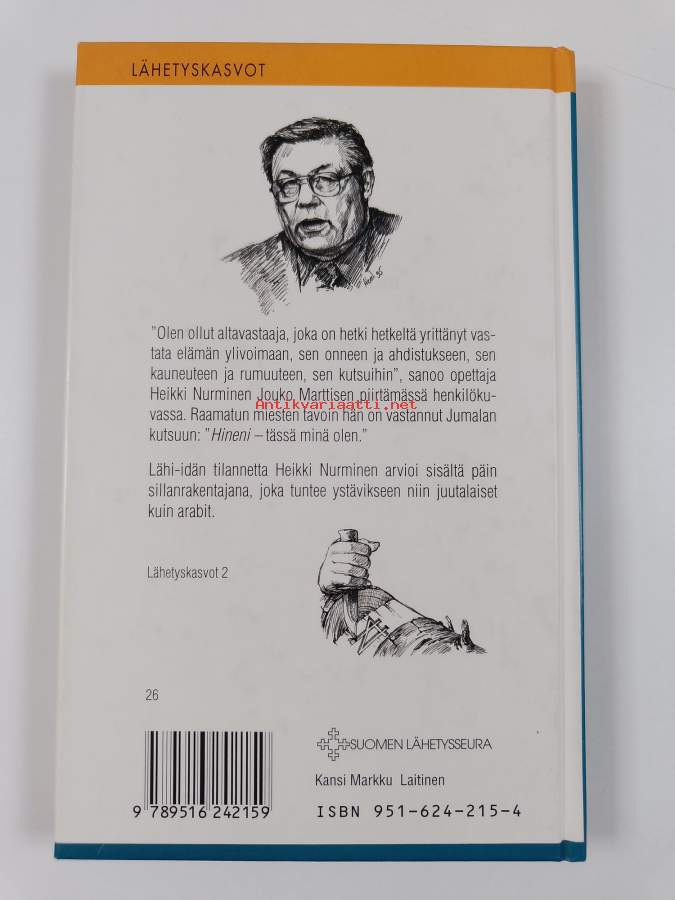 LÄHETYSKASVOT
"Olen ollut altavastaaja, joka on hetki hetkeltä yrittänyt vas-
tata elämän ylivoimaan, sen onneen ja ahdistukseen, sen
kauneuteen ja rumuuteen, sen kutsuihin", sanoo opettaja
Heikki Nurminen Jouko Marttisen piirtämässä henkilöku-
Antikvariaatti.net
vassa. Raamatun miesten tavoin hän on vastannut Jumalan
kutsuun: "Hineni – tässä minä olen."
Lähi-idän tilannetta Heikki Nurminen arvioi sisältä päin
sillanrakentajana, joka tuntee ystävikseen niin juutalaiset
kuin arabit.
Lähetyskasvot 2
26
SUOMEN LÄHETYSSEURA
Kansi Markku Laitinen
9 789516 242159
ISBN 951-624-215-4